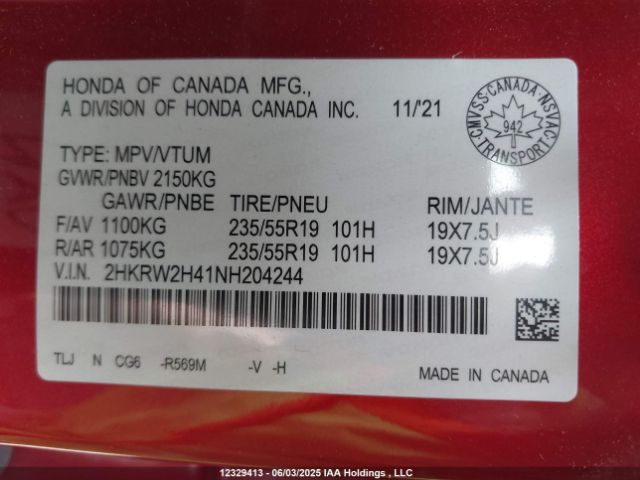 HONDA OF CANADA MFG.,
A DIVISION OF HONDA CANADA INC. 11/'21
CMVSS·CANADA·NSVAC
942
TRANSPORT
TYPE: MPV/VTUM
GVWR/PNBV 2150KG
GAWR/PNBE TIRE/PNEU RIM/JANTE
F/AV 1100KG 235/55R19 101H 19X7.5J
R/AR 1075KG 235/55R19 101H 19X7.5J
V.I.N. 2HKRW2H41NH204244
TLJ N CG6 -R569M -V -H
MADE IN CANADA
12329413 - 06/03/2025 IAA Holdings , LLC